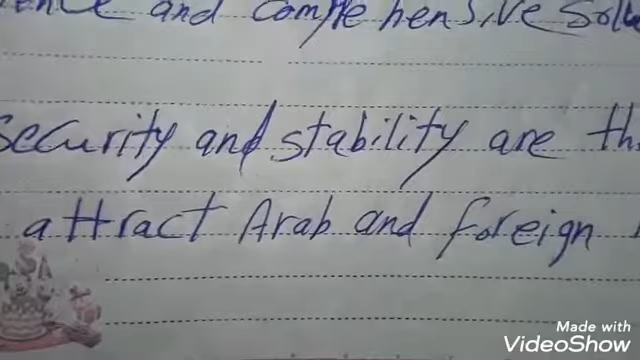 and comprehensive
security and stability are
attract Arab and foreign
Made with
VideoShow